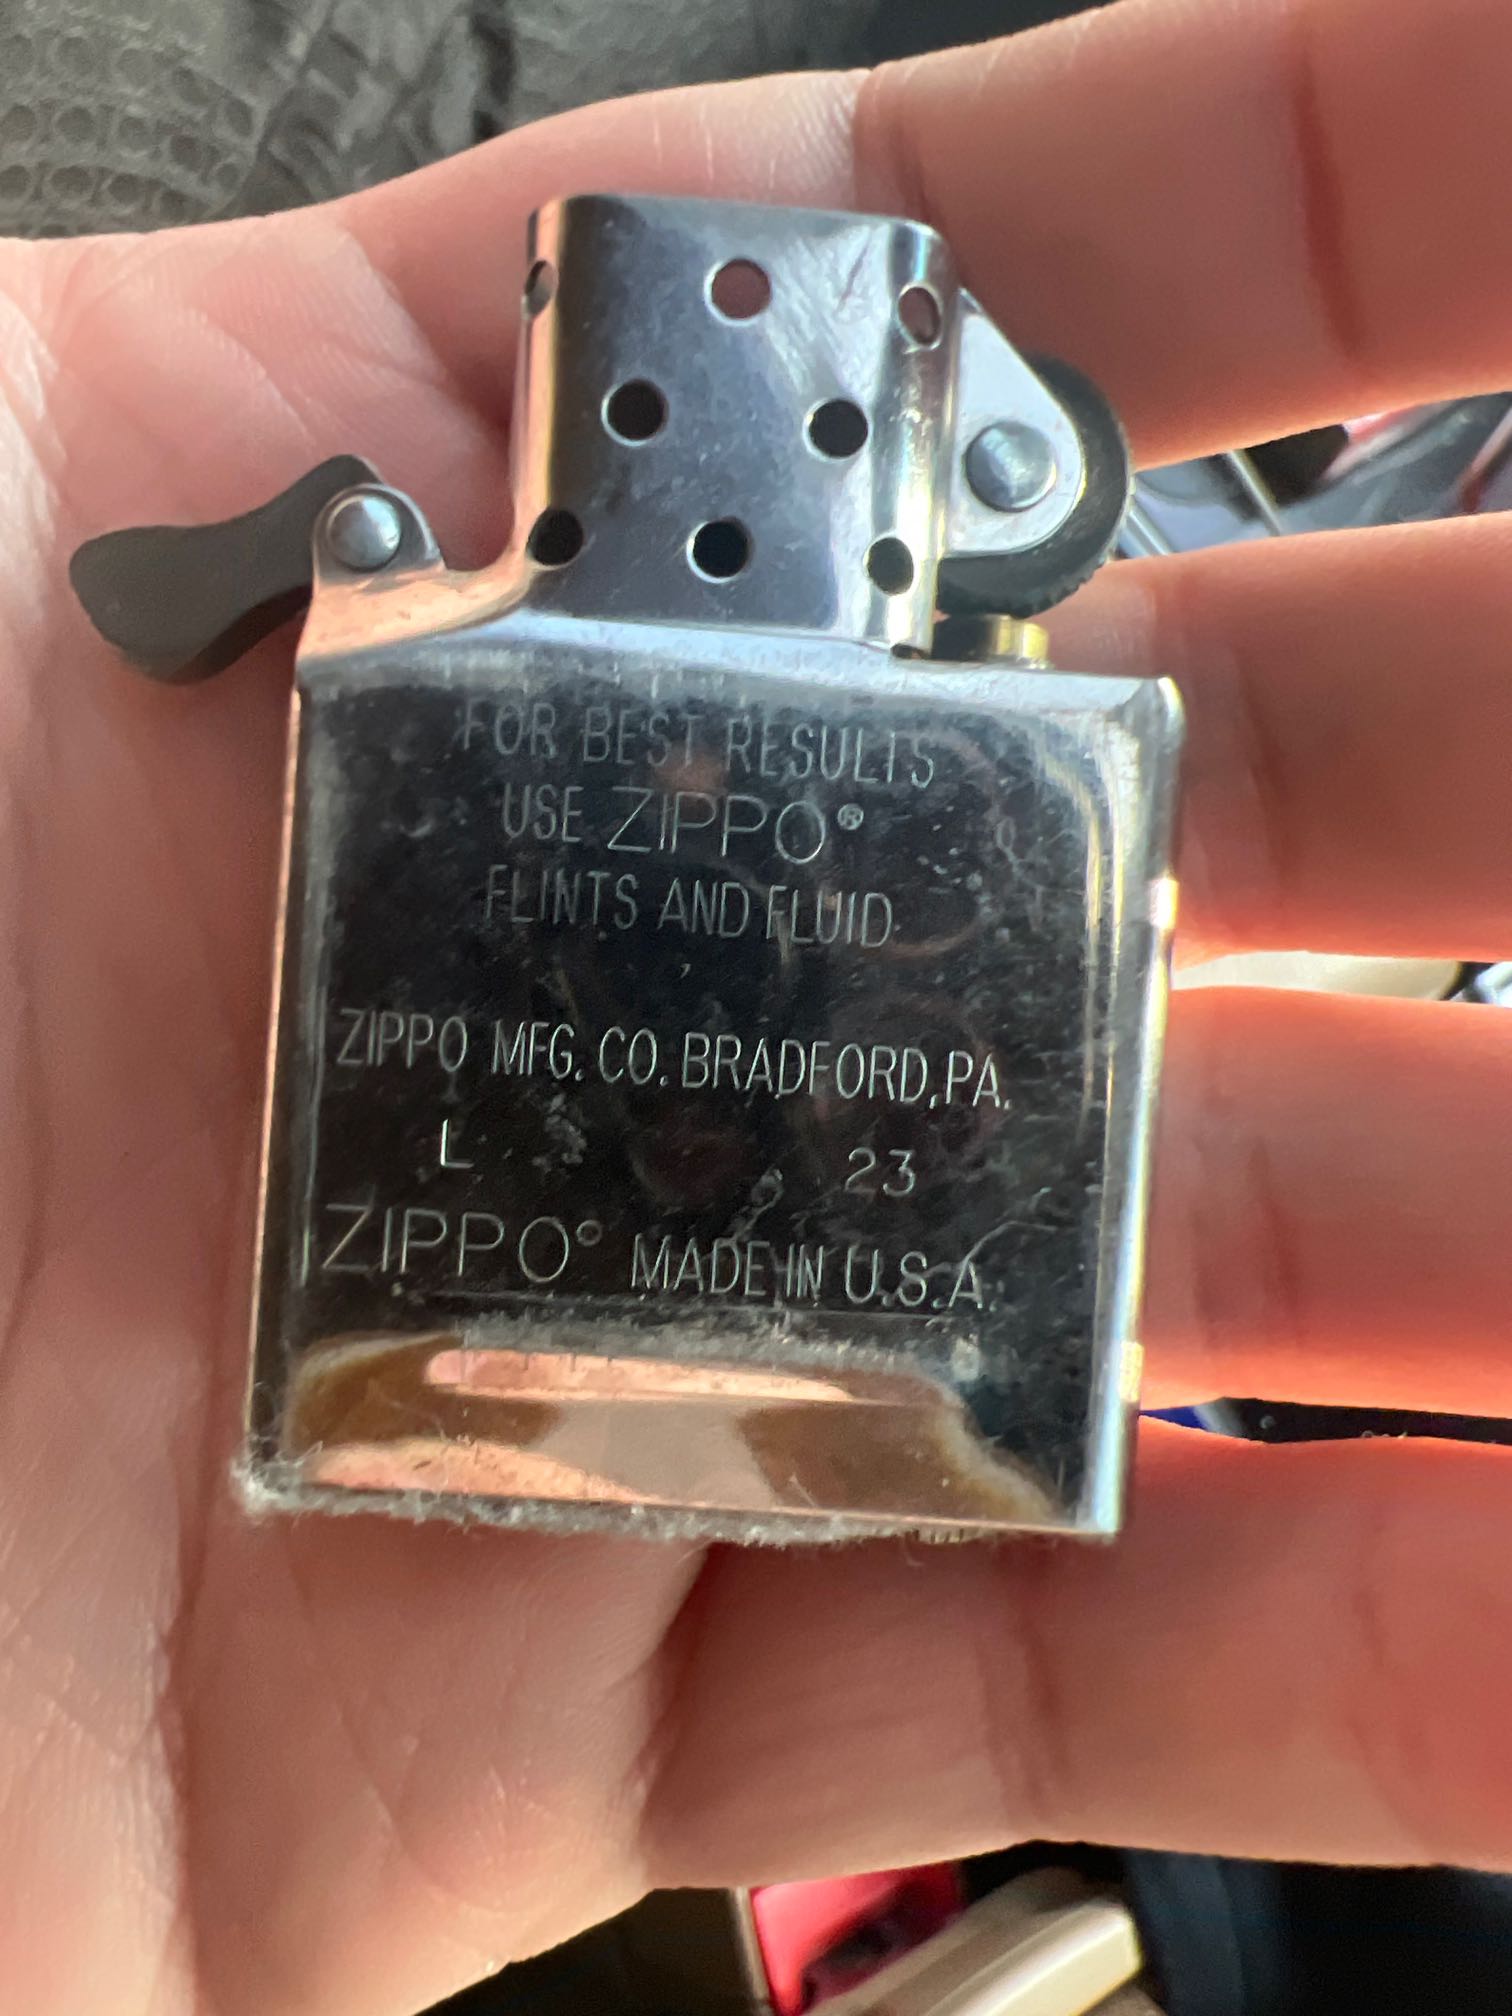 FOR BEST RESULTS
USE ZIPPO®
FLINTS AND FLUID
ZIPPO MFG. CO. BRADFORD, PA.
L 23
ZIPPO® MADE IN U.S.A.